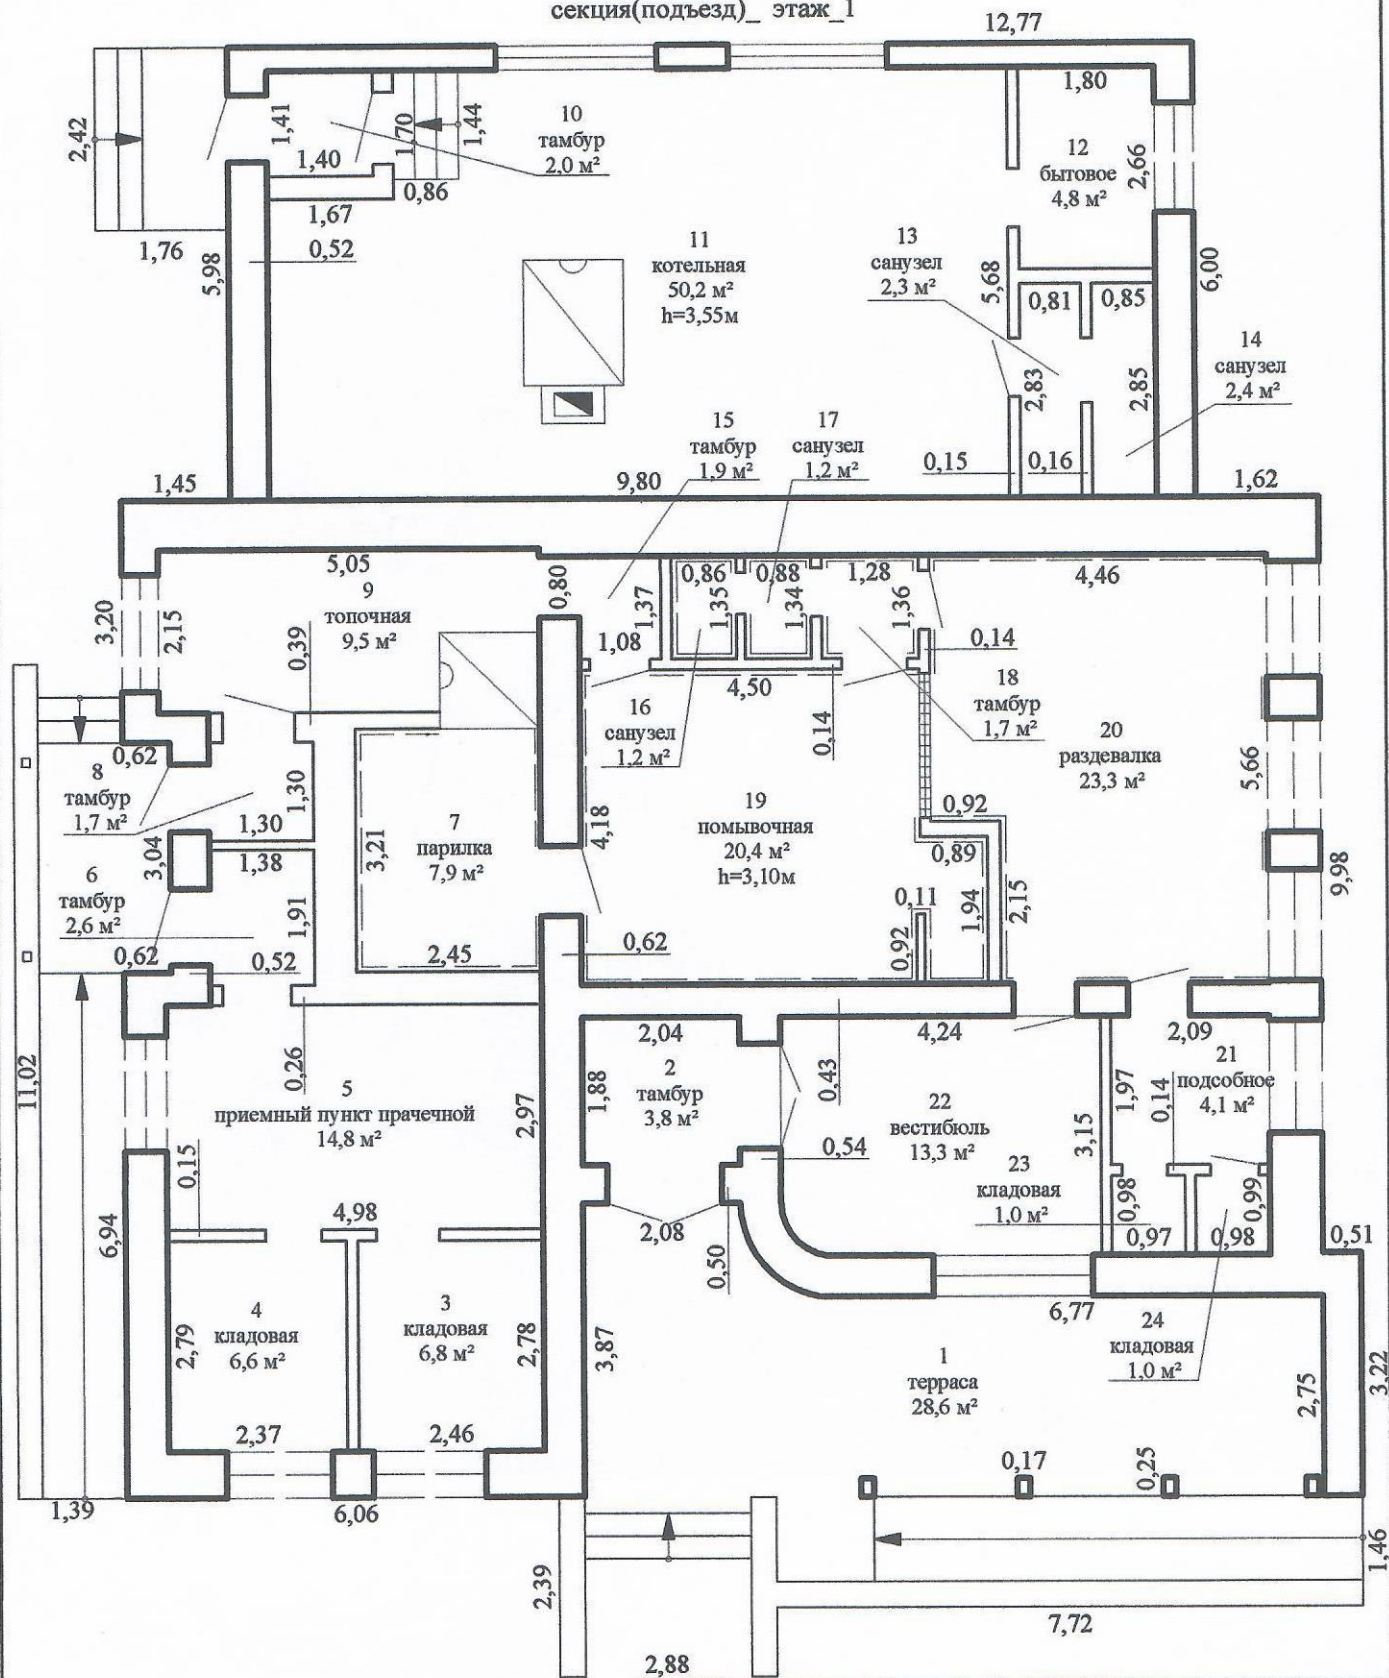 секция(подъезд)_ этаж_1
12,77
1,80
2,42
1,41
1,70
1,44
10
тамбур
2,0 м²
1,40
0,86
1,67
12
бытовое
4,8 м²
2,66
1,76
5,98
0,52
11
котельная
50,2 м²
h=3,55м
13
санузел
2,3 м²
5,68
0,81
0,85
6,00
14
санузел
2,4 м²
2,83
2,85
15
тамбур
1,9 м²
17
санузел
1,2 м²
0,15
0,16
1,45
9,80
1,62
5,05
9
топочная
9,5 м²
0,80
0,86
0,88
1,28
4,46
3,20
2,15
0,39
1,37
1,35
1,34
1,36
1,08
0,14
4,50
16
санузел
1,2 м²
0,14
18
тамбур
1,7 м²
20
раздевалка
23,3 м²
5,66
0,62
8
тамбур
1,7 м²
1,30
1,30
1,38
3,04
7
парилка
7,9 м²
3,21
4,18
19
помывочная
20,4 м²
h=3,10м
0,92
0,89
9,98
6
тамбур
2,6 м²
1,91
0,11
1,94
2,15
0,92
0,62
0,52
2,45
0,62
11,02
0,26
2,04
4,24
2,09
2
тамбур
3,8 м²
1,88
0,43
5
приемный пункт прачечной
14,8 м²
2,97
22
вестибюль
13,3 м²
3,15
21
подсобное
4,1 м²
1,97
0,14
0,54
23
кладовая
1,0 м²
0,98
0,99
0,15
4,98
6,94
2,08
0,50
0,97
0,98
0,51
4
кладовая
6,6 м²
2,79
3
кладовая
6,8 м²
2,78
3,87
6,77
24
кладовая
1,0 м²
1
терраса
28,6 м²
2,75
3,22
2,37
2,46
0,17
0,25
1,39
6,06
2,39
1,46
7,72
2,88